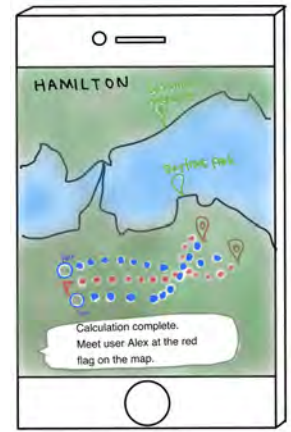 HAMILTON
Bayfront Park
Calculation complete.
Meet user Alex at the red
flag on the map.